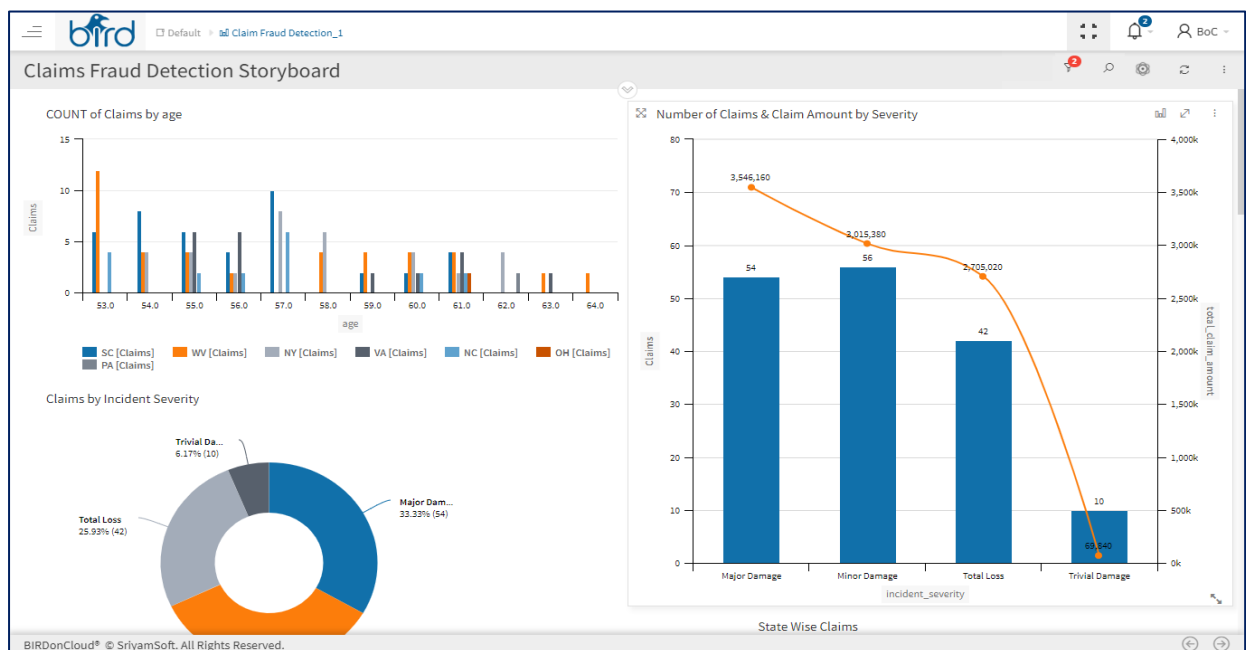 bird
Default
Claim Fraud Detection_1
2
BoC
Claims Fraud Detection Storyboard
2
COUNT of Claims by age
15
10
5
0
Claims
53.0 54.0 55.0 56.0 57.0 58.0 59.0 60.0 61.0 62.0 63.0 64.0
age
SC [Claims] WV [Claims] NY [Claims] VA [Claims] NC [Claims] OH [Claims]
PA [Claims]
Claims by Incident Severity
Trivial Da...
6.17% (10)
Major Dam...
33.33% (54)
Total Loss
25.93% (42)
Number of Claims & Claim Amount by Severity
80
70
60
50
40
30
20
10
0
Claims
4,000k
3,500k
3,000k
2,500k
2,000k
1,500k
1,000k
500k
0k
total_claim_amount
3,546,160
3,015,380
2,705,020
69,640
54
56
42
10
Major Damage Minor Damage Total Loss Trivial Damage
incident_severity
State Wise Claims
BIRDonCloud® © SriyamSoft. All Rights Reserved.